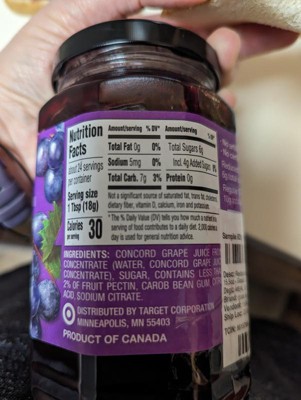 Nutrition
Facts
about 24 servings
per container
Serving size
1 Tbsp (18g)
Calories
per serving
30
Amount/serving % DV*
Total Fat 0g 0%
Sodium 5mg 0%
Total Carb. 7g 3%
Amount/serving
Total Sugars 6g
Incl. 4g Added Sugars
Protein 0g
Not a significant source of saturated fat, trans fat,
dietary fiber, vitamin D, calcium, iron and potassium.
* The % Daily Value (DV) tells you how much a nutrient in a
serving of food contributes to a daily diet. 2,000 calories a
day is used for general nutrition advice.
INGREDIENTS: CONCORD GRAPE JUICE FROM
CONCENTRATE (WATER, CONCORD GRAPE JUICE
CONCENTRATE), SUGAR, CONTAINS LESS THAN
2% OF FRUIT PECTIN, CAROB BEAN GUM, CITRIC
ACID, SODIUM CITRATE.
DISTRIBUTED BY TARGET CORPORATION
MINNEAPOLIS, MN 55403
PRODUCT OF CANADA